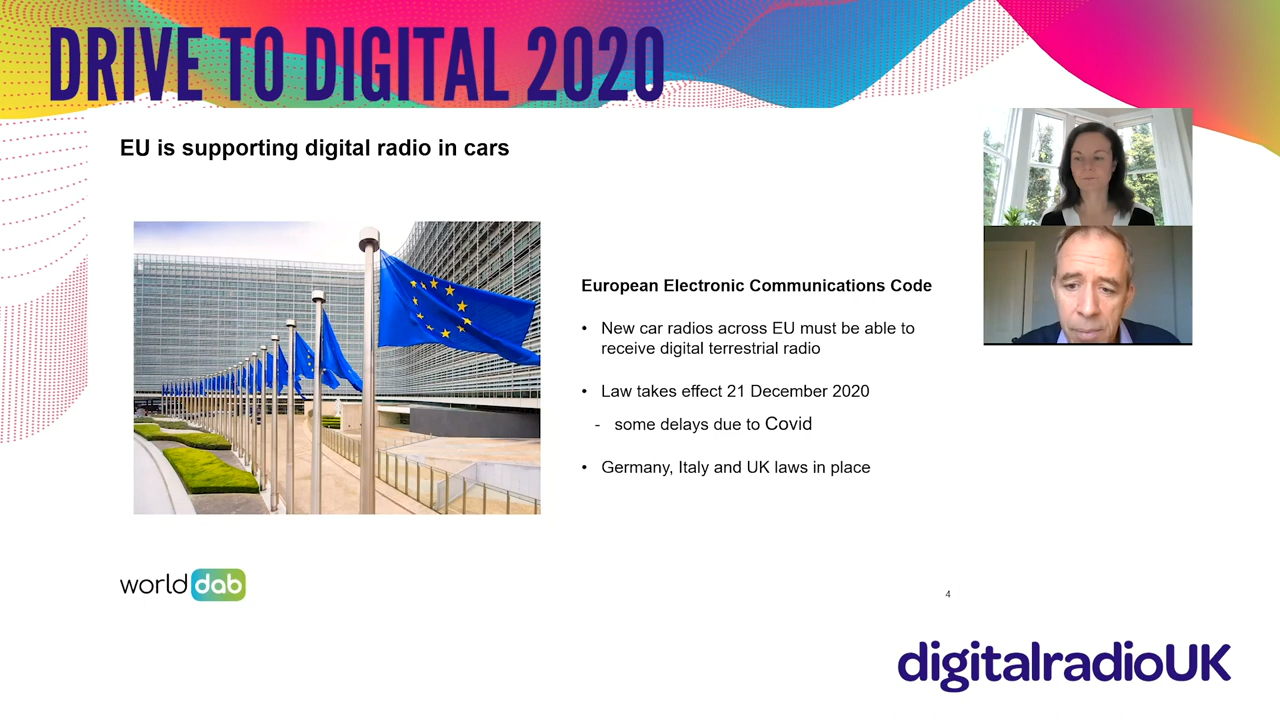 DRIVE TO DIGITAL 2020
EU is supporting digital radio in cars
European Electronic Communications Code
• New car radios across EU must be able to
receive digital terrestrial radio
• Law takes effect 21 December 2020
- some delays due to Covid
• Germany, Italy and UK laws in place
world dab
4
digitalradioUK